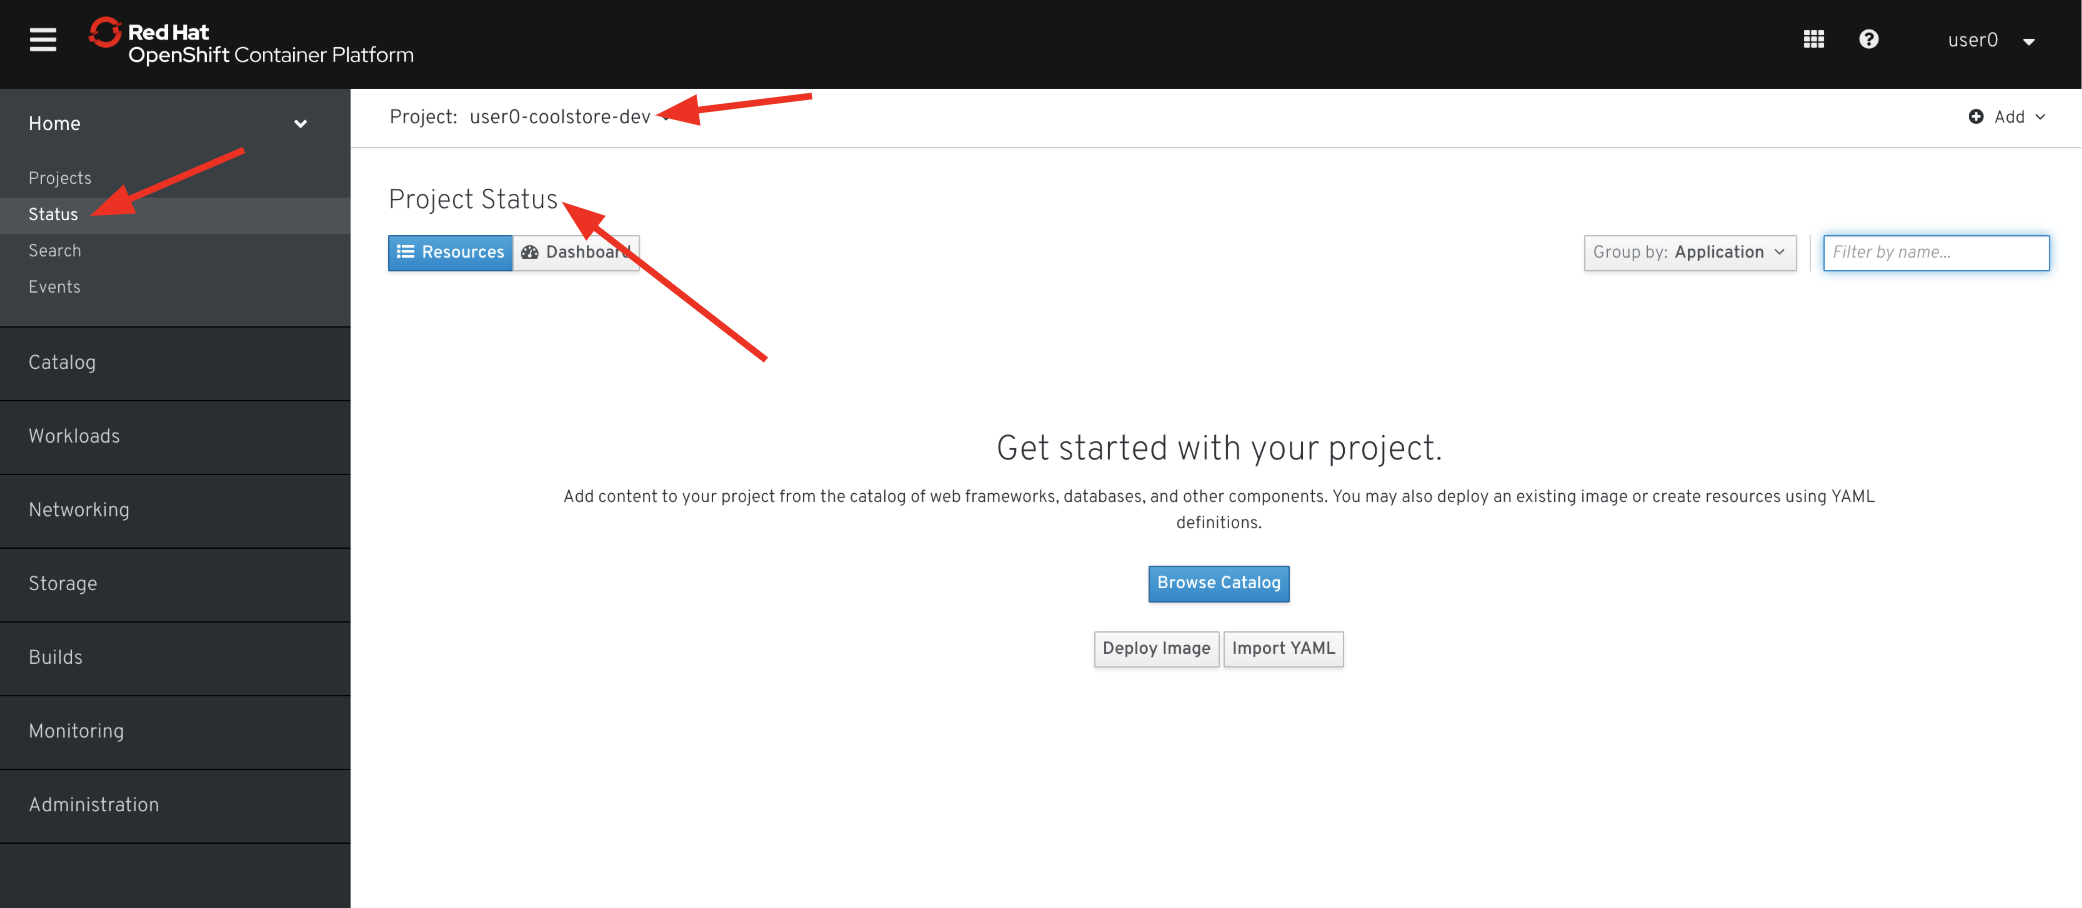 Red Hat
OpenShift Container Platform
user0
Home
Projects
Status
Search
Events
Catalog
Workloads
Networking
Storage
Builds
Monitoring
Administration
Project: user0-coolstore-dev
Add
Project Status
Resources
Dashboard
Group by: Application
Filter by name...
Get started with your project.
Add content to your project from the catalog of web frameworks, databases, and other components. You may also deploy an existing image or create resources using YAML
definitions.
Browse Catalog
Deploy Image
Import YAML